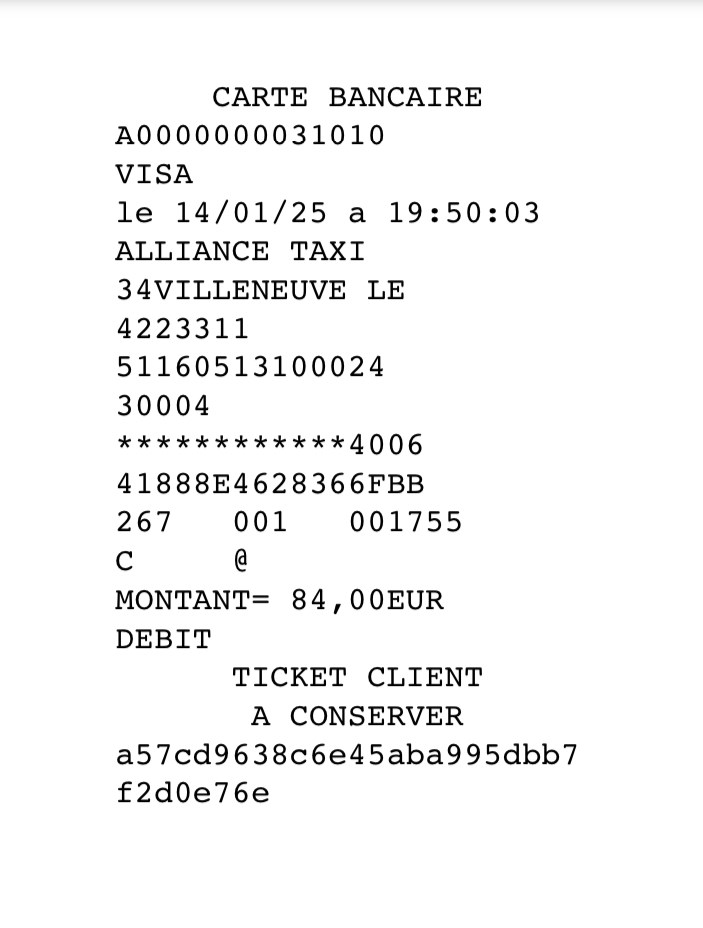 CARTE BANCAIRE
A0000000031010
VISA
le 14/01/25 a 19:50:03
ALLIANCE TAXI
34VILLENEUVE LE
4223311
51160513100024
30004
************4006
41888E4628366FBB
267 001 001755
C @
MONTANT= 84,00EUR
DEBIT
TICKET CLIENT
A CONSERVER
a57cd9638c6e45aba995dbb7
f2d0e76e